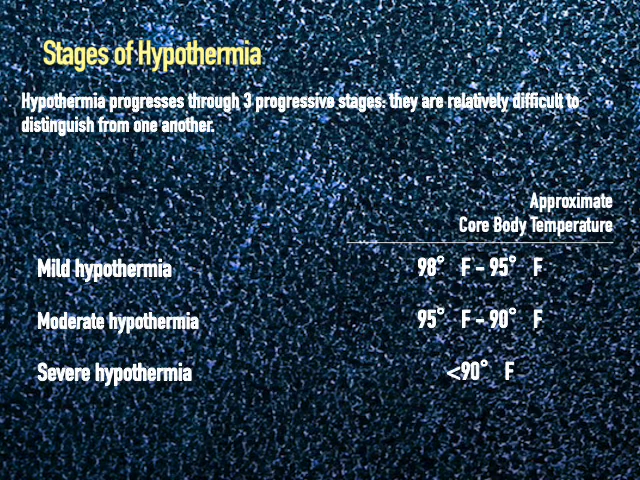 Stages of Hypothermia
Hypothermia progresses through 3 progressive stages: they are relatively difficult to
distinguish from one another.
Approximate
Core Body Temperature
Mild hypothermia 98° F - 95° F
Moderate hypothermia 95° F - 90° F
Severe hypothermia <90° F